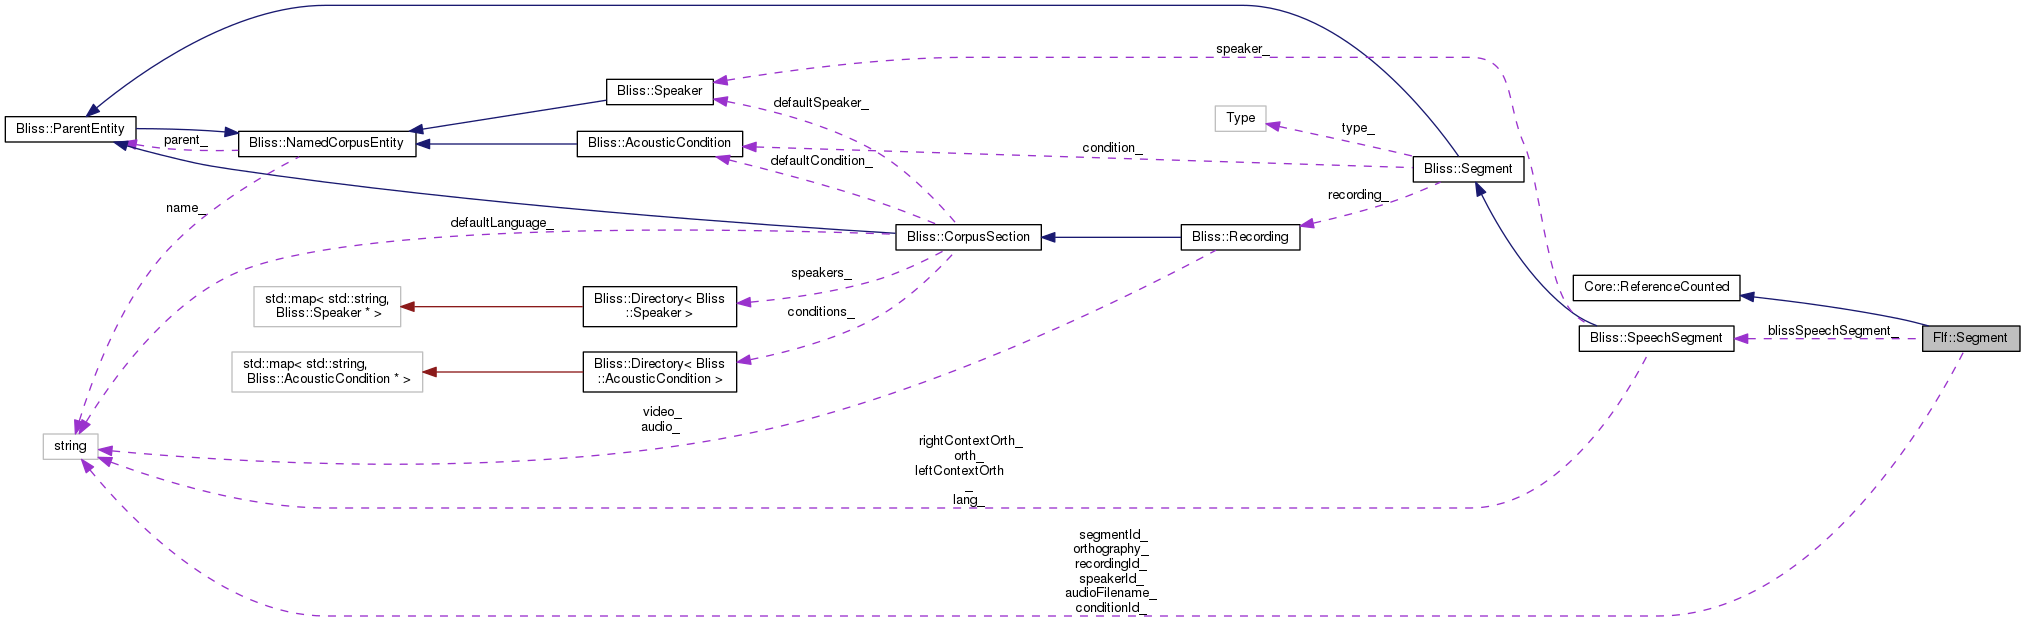 speaker_
Bliss::Speaker
defaultSpeaker_
Bliss::ParentEntity
parent_
Bliss::NamedCorpusEntity
Bliss::AcousticCondition
defaultCondition_
Type
type_
condition_
Bliss::Segment
recording_
name_
defaultLanguage_
Bliss::CorpusSection
Bliss::Recording
speakers_
conditions_
std::map< std::string,
Bliss::Speaker * >
Bliss::Directory< Bliss
::Speaker >
std::map< std::string,
Bliss::AcousticCondition * >
Bliss::Directory< Bliss
::AcousticCondition >
Core::ReferenceCounted
Bliss::SpeechSegment
blissSpeechSegment_
Flf::Segment
video_
audio_
string
rightContextOrth_
orth_
leftContextOrth
_
lang_
segmentId_
orthography_
recordingId_
speakerId_
audioFilename_
conditionId_